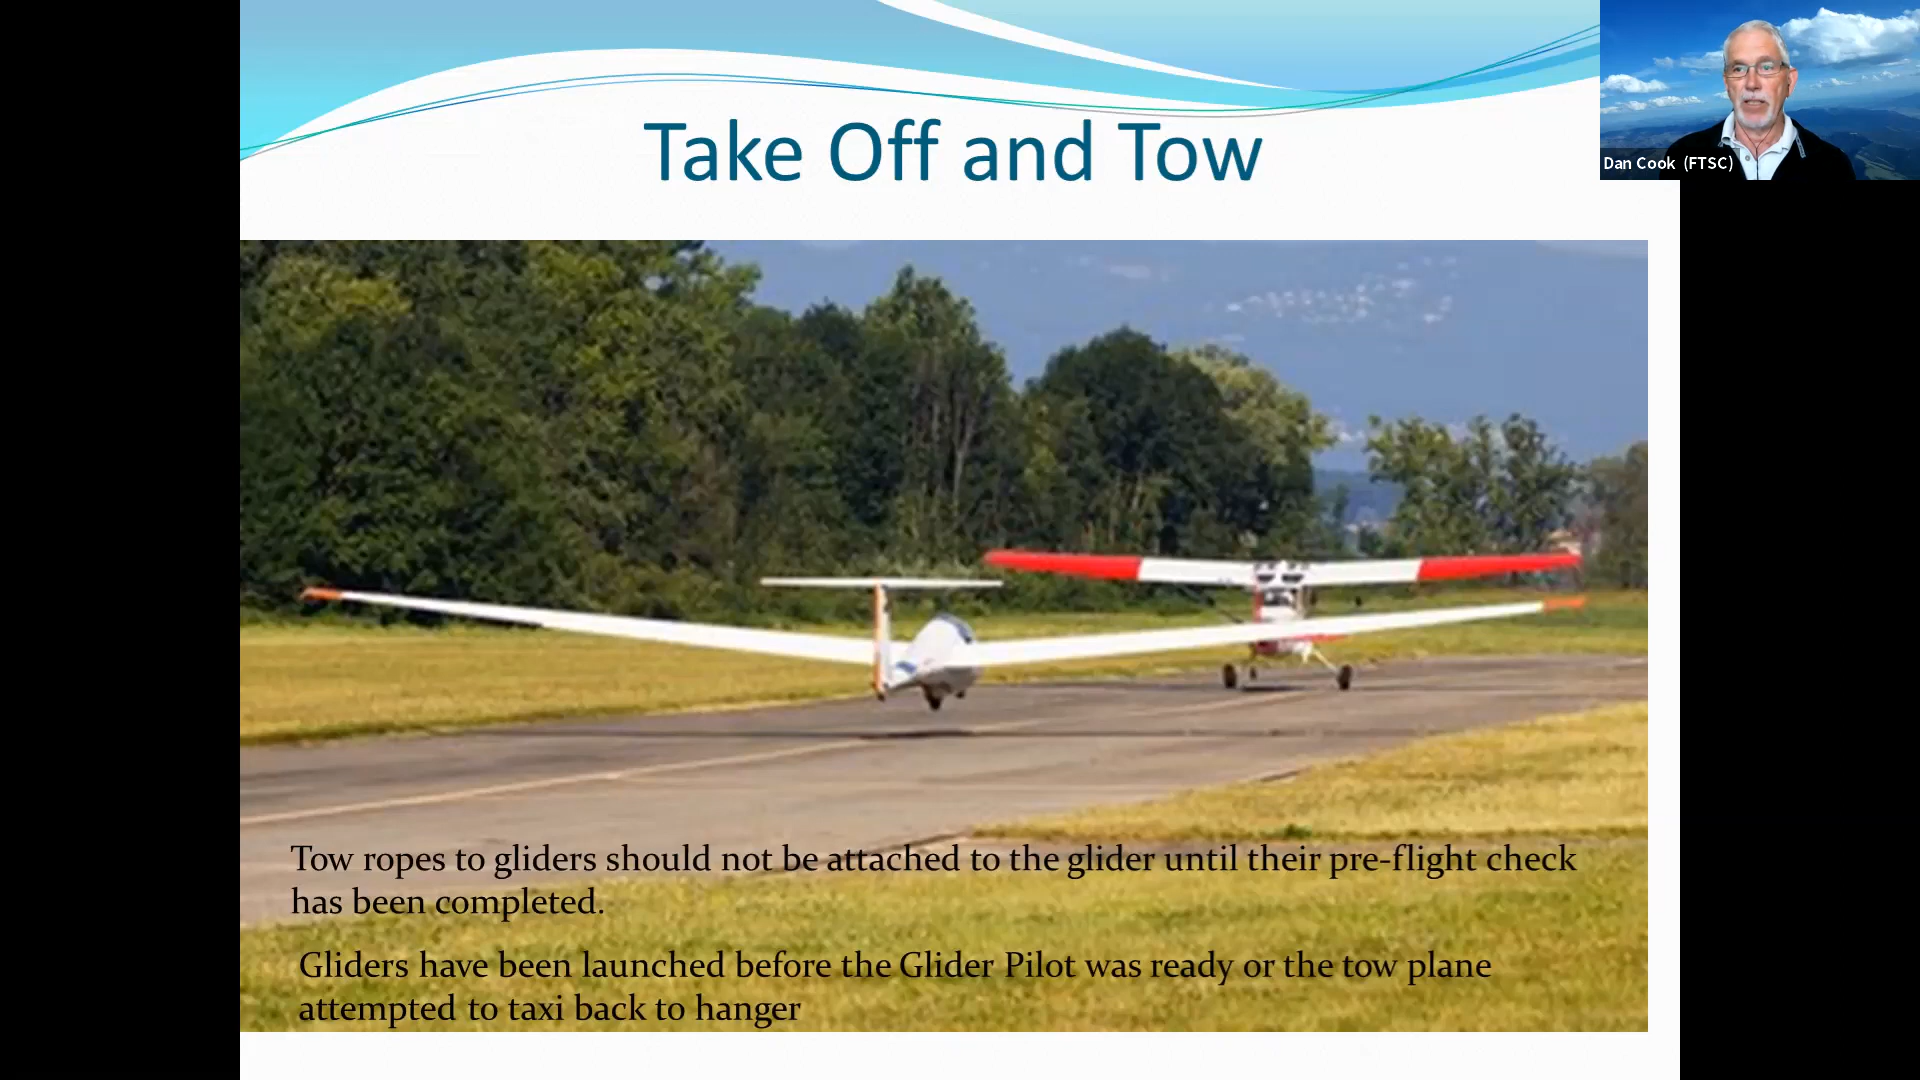 Take Off and Tow
Dan Cook (FTSC)
Tow ropes to gliders should not be attached to the glider until their pre-flight check
has been completed.
Gliders have been launched before the Glider Pilot was ready or the tow plane
attempted to taxi back to hanger